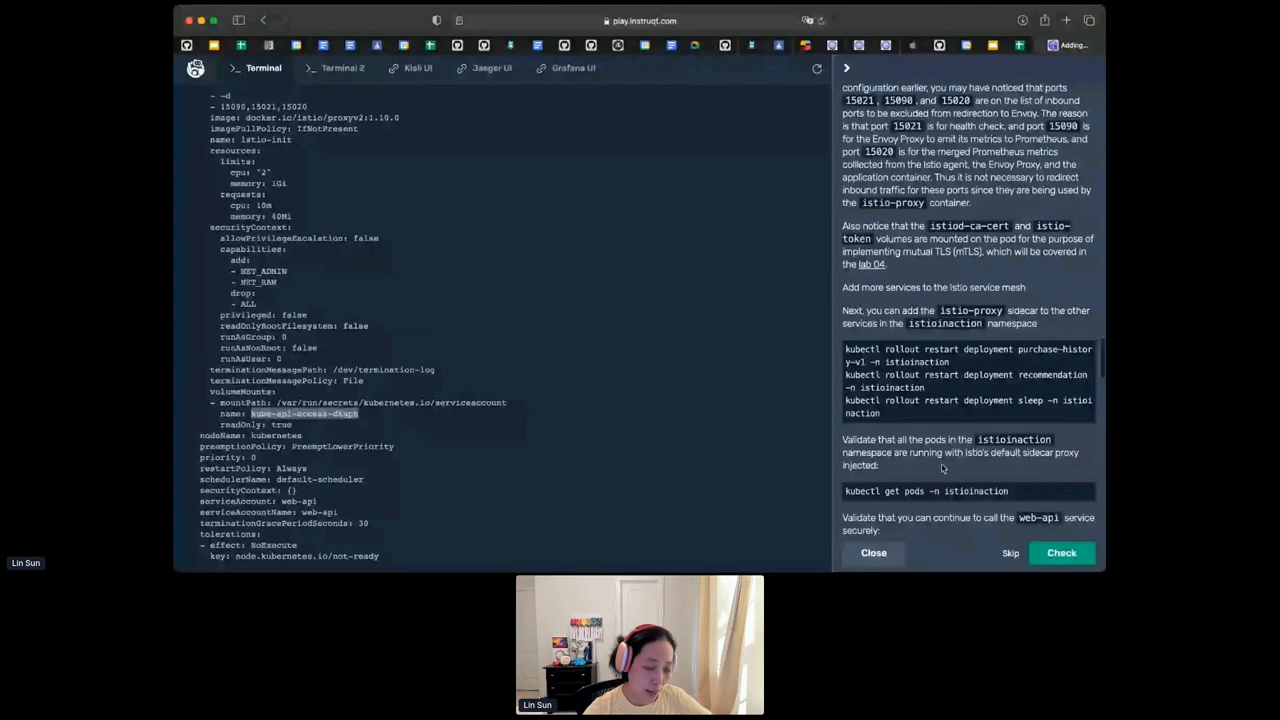 play.instruqt.com
Adding...
Terminal
Terminal 2
Kiali UI
Jaeger UI
Grafana UI
- -d
- 15090,15021,15020
image: docker.io/istio/proxyv2:1.10.0
imagePullPolicy: IfNotPresent
name: istio-init
resources:
limits:
cpu: "2"
memory: 1Gi
requests:
cpu: 10m
memory: 40Mi
securityContext:
allowPrivilegeEscalation: false
capabilities:
add:
- NET_ADMIN
- NET_RAW
drop:
- ALL
privileged: false
readOnlyRootFilesystem: false
runAsGroup: 0
runAsNonRoot: false
runAsUser: 0
terminationMessagePath: /dev/termination-log
terminationMessagePolicy: File
volumeMounts:
- mountPath: /var/run/secrets/kubernetes.io/serviceaccount
name:
readOnly: true
nodeName: kubernetes
preemptionPolicy: PreemptLowerPriority
priority: 0
restartPolicy: Always
schedulerName: default-scheduler
securityContext: {}
serviceAccount: web-api
serviceAccountName: web-api
terminationGracePeriodSeconds: 30
tolerations:
- effect: NoExecute
key: node.kubernetes.io/not-ready
configuration earlier, you may have noticed that ports
15021, 15090, and 15020 are on the list of inbound
ports to be excluded from redirection to Envoy. The reason
is that port 15021 is for health check, and port 15090 is
for the Envoy Proxy to emit its metrics to Prometheus, and
port 15020 is for the merged Prometheus metrics
colllected from the Istio agent, the Envoy Proxy, and the
application container. Thus it is not necessary to redirect
inbound traffic for these ports since they are being used by
the istio-proxy container.
Also notice that the istiod-ca-cert and istio-
token volumes are mounted on the pod for the purpose of
implementing mutual TLS (mTLS), which will be covered in
the lab 04.
Add more services to the Istio service mesh
Next, you can add the istio-proxy sidecar to the other
services in the istioinaction namespace
kubectl rollout restart deployment purchase-histor
y-v1 -n istioinaction
kubectl rollout restart deployment recommendation
-n istioinaction
kubectl rollout restart deployment sleep -n istioi
naction
Validate that all the pods in the istioinaction
namespace are running with Istio's default sidecar proxy
injected:
kubectl get pods -n istioinaction
Validate that you can continue to call the web-api service
securely:
Close
Skip
Check
Lin Sun
Lin Sun